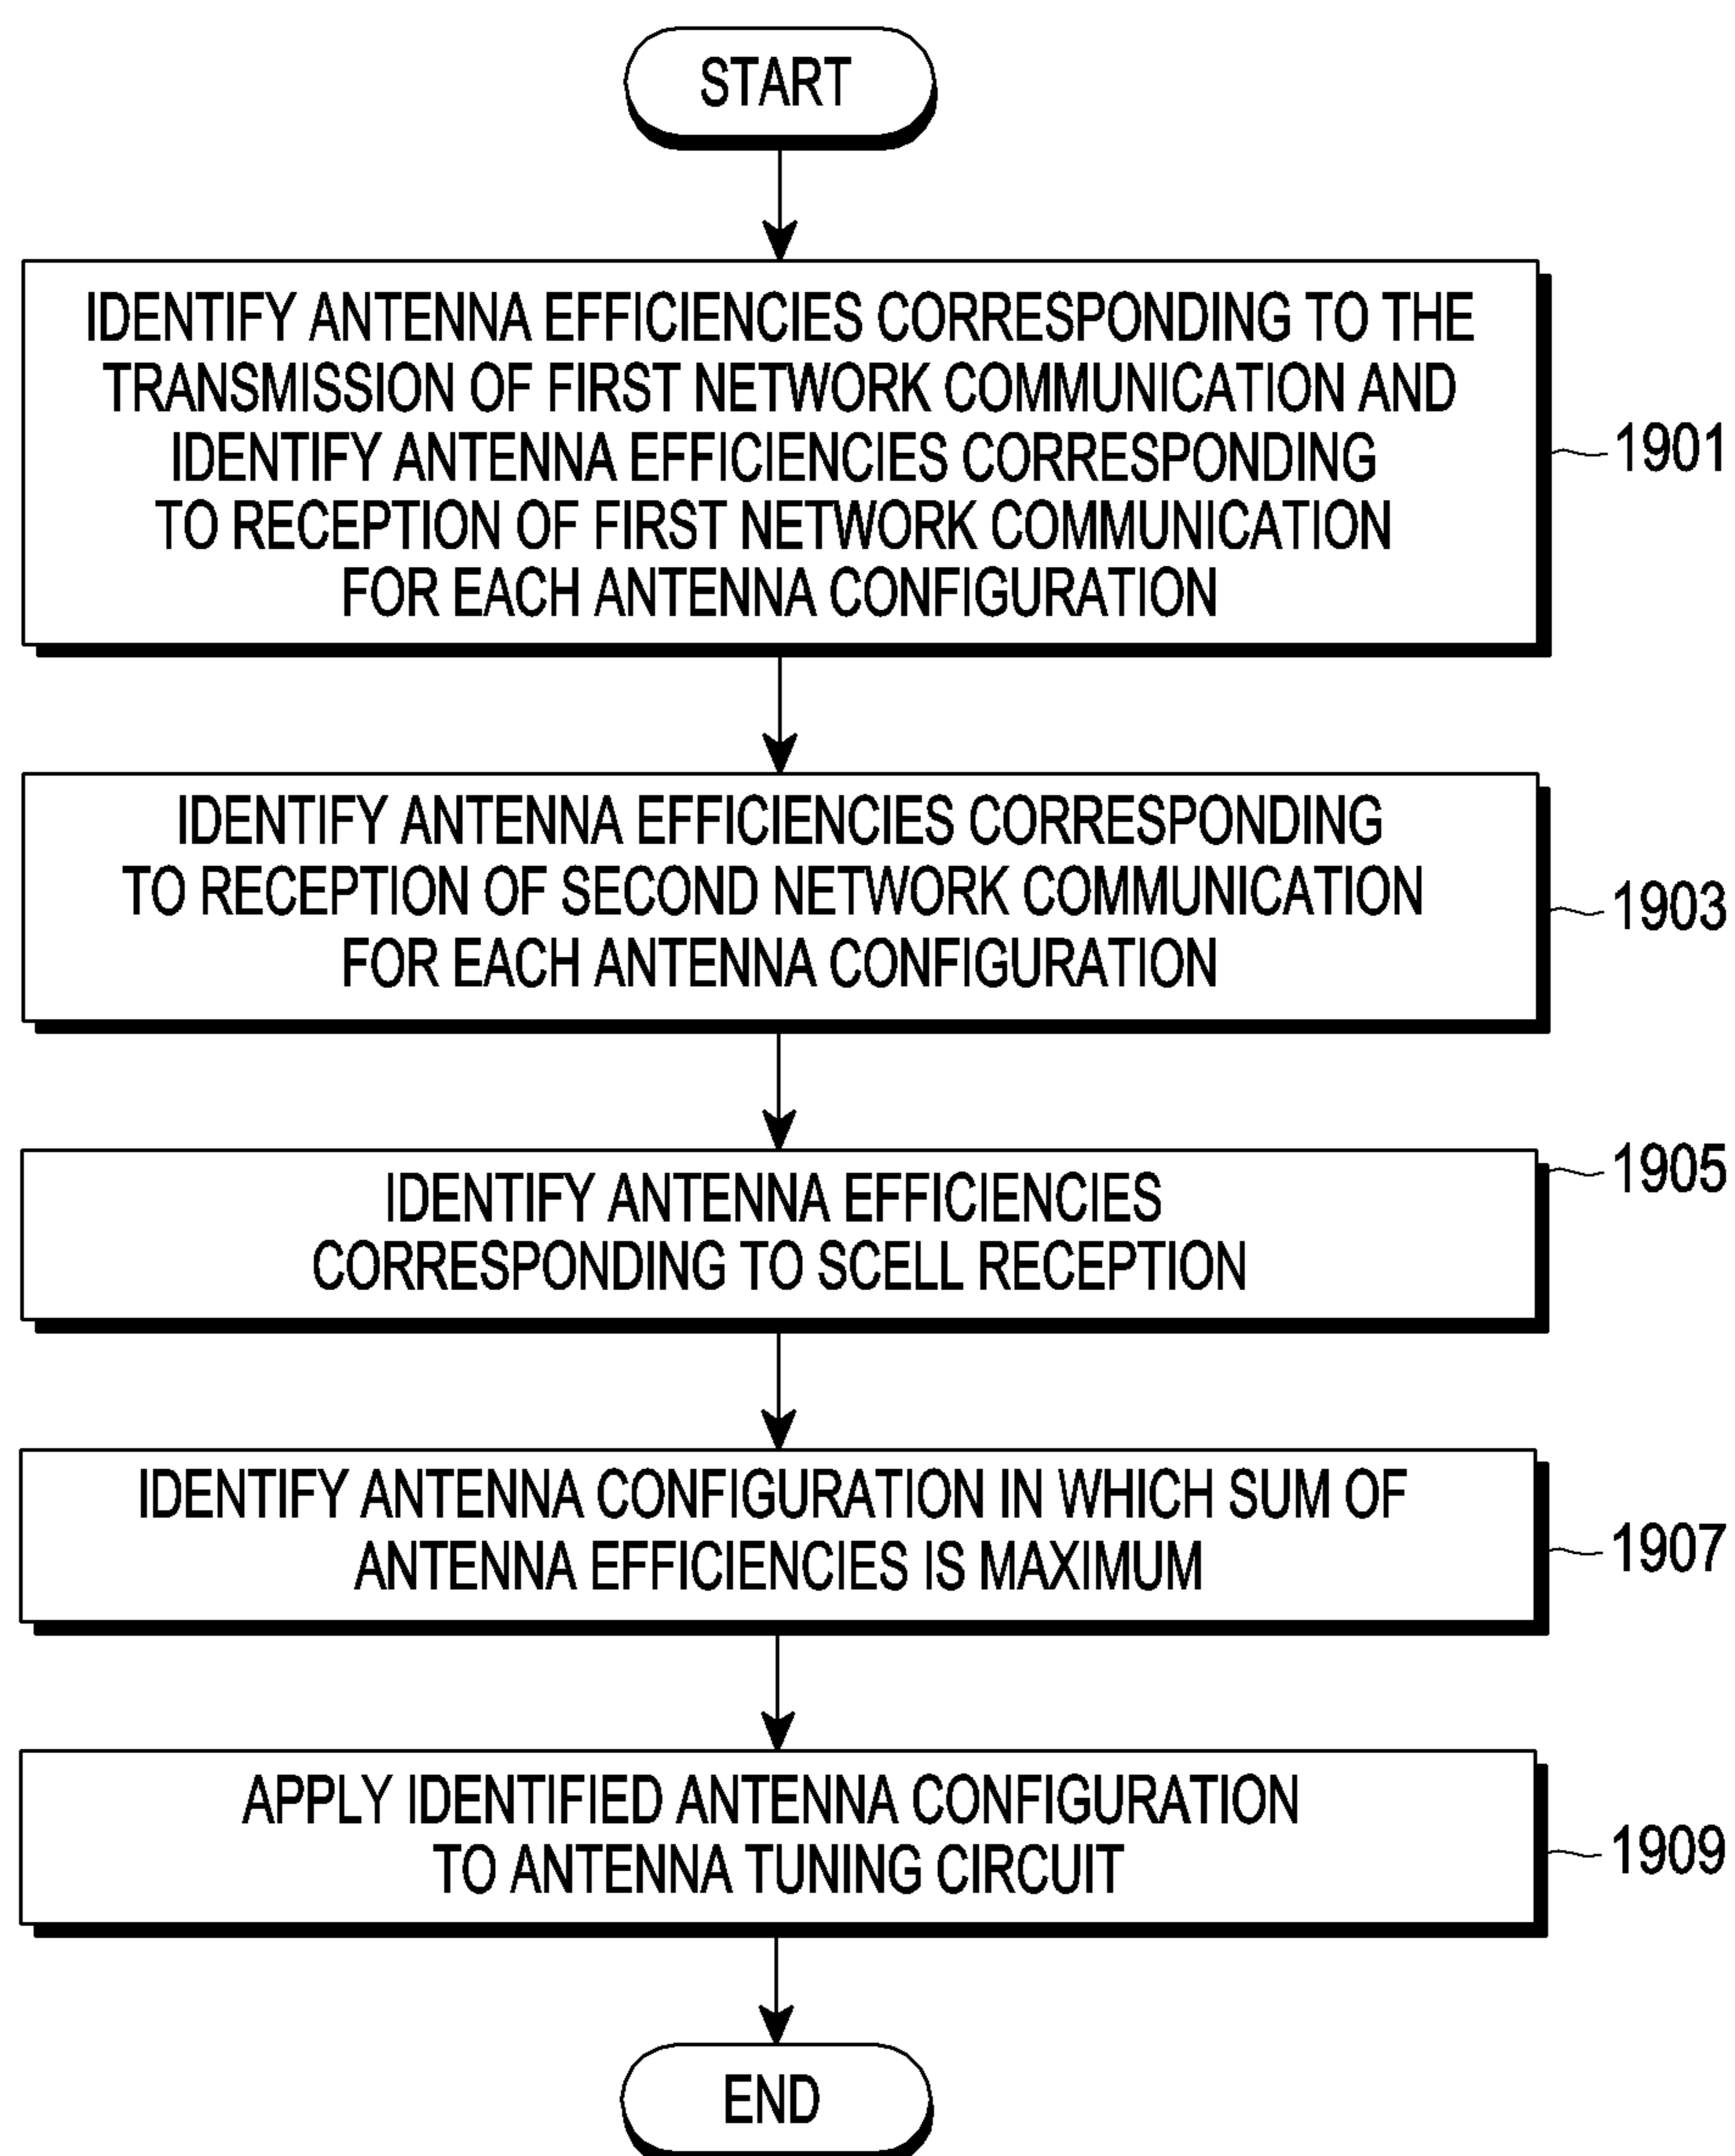 START
IDENTIFY ANTENNA EFFICIENCIES CORRESPONDING TO THE
TRANSMISSION OF FIRST NETWORK COMMUNICATION AND
IDENTIFY ANTENNA EFFICIENCIES CORRESPONDING
TO RECEPTION OF FIRST NETWORK COMMUNICATION
FOR EACH ANTENNA CONFIGURATION
1901
IDENTIFY ANTENNA EFFICIENCIES CORRESPONDING
TO RECEPTION OF SECOND NETWORK COMMUNICATION
FOR EACH ANTENNA CONFIGURATION
1903
IDENTIFY ANTENNA EFFICIENCIES
CORRESPONDING TO SCELL RECEPTION
1905
IDENTIFY ANTENNA CONFIGURATION IN WHICH SUM OF
ANTENNA EFFICIENCIES IS MAXIMUM
1907
APPLY IDENTIFIED ANTENNA CONFIGURATION
TO ANTENNA TUNING CIRCUIT
1909
END